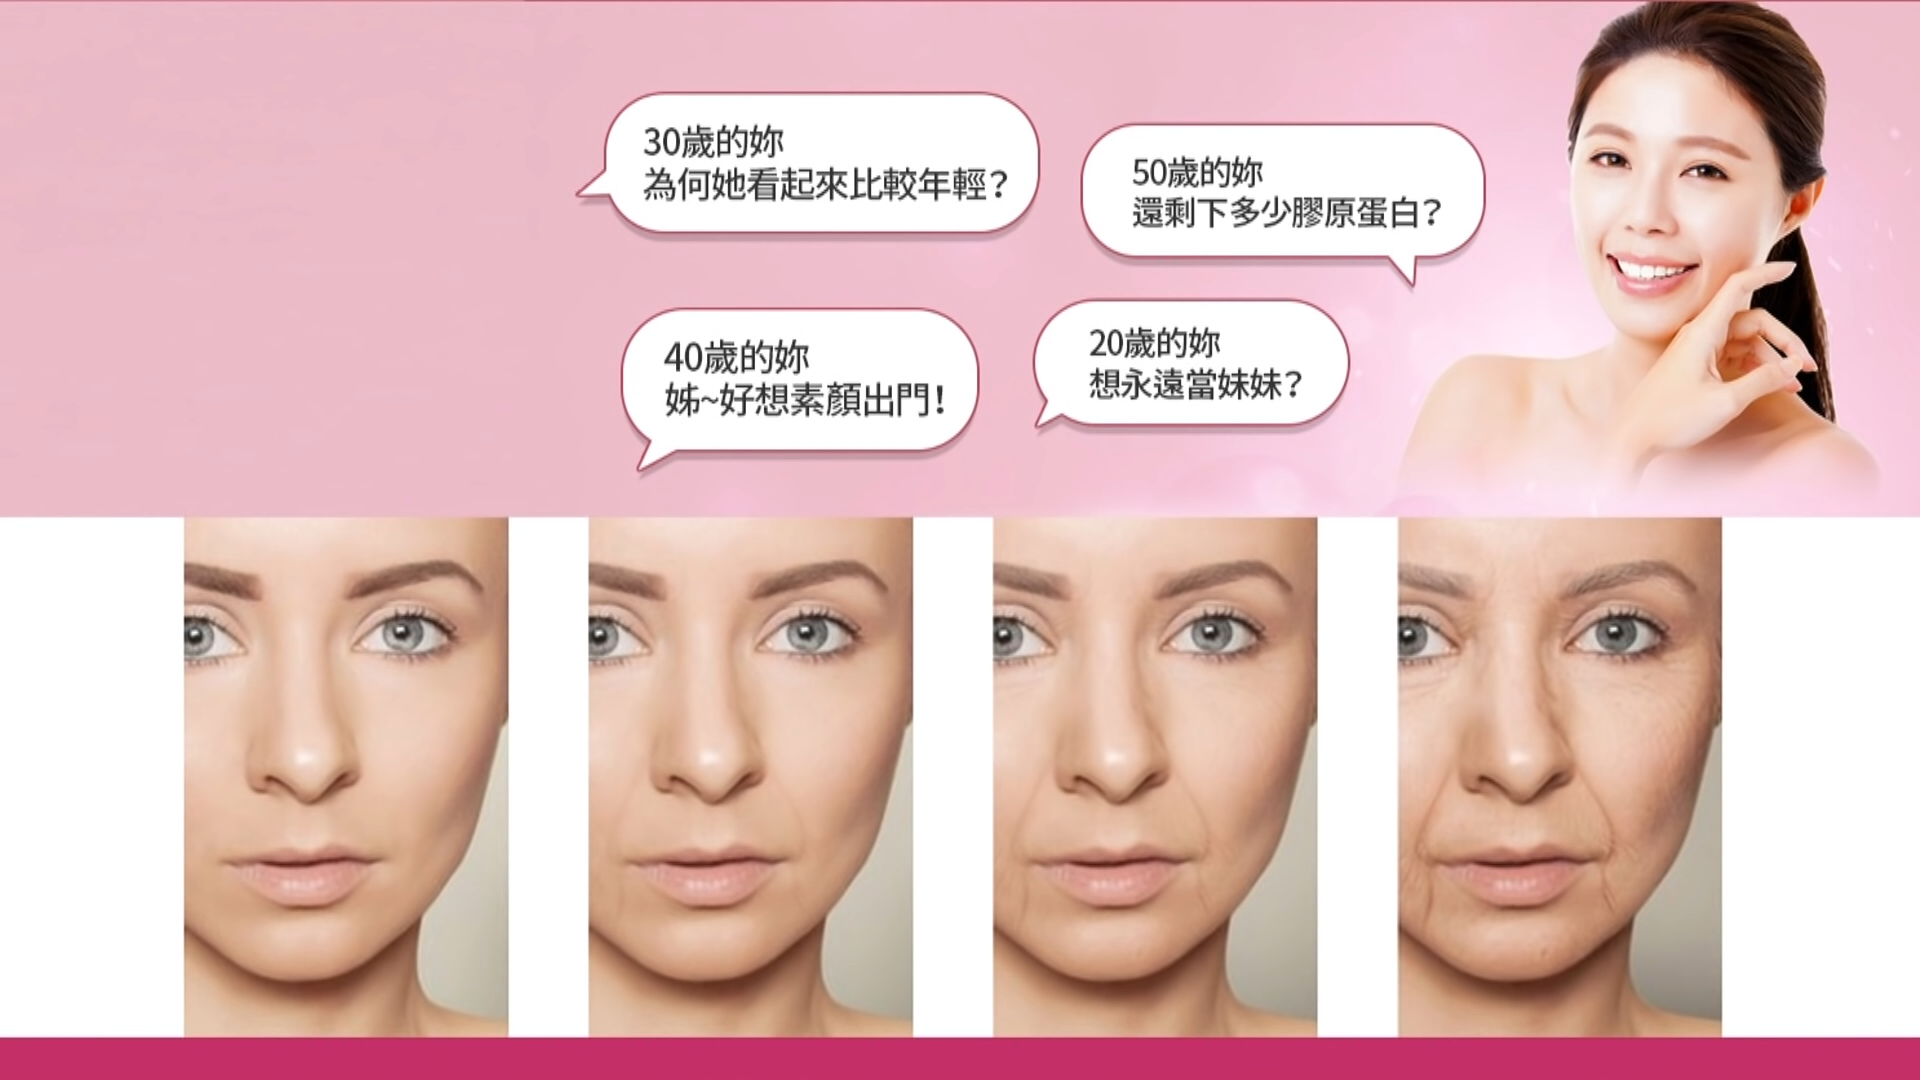 30歲的妳
為何她看起來比較年輕？
50歲的妳
還剩下多少膠原蛋白？
40歲的妳
姊~好想素顏出門！
20歲的妳
想永遠當妹妹？